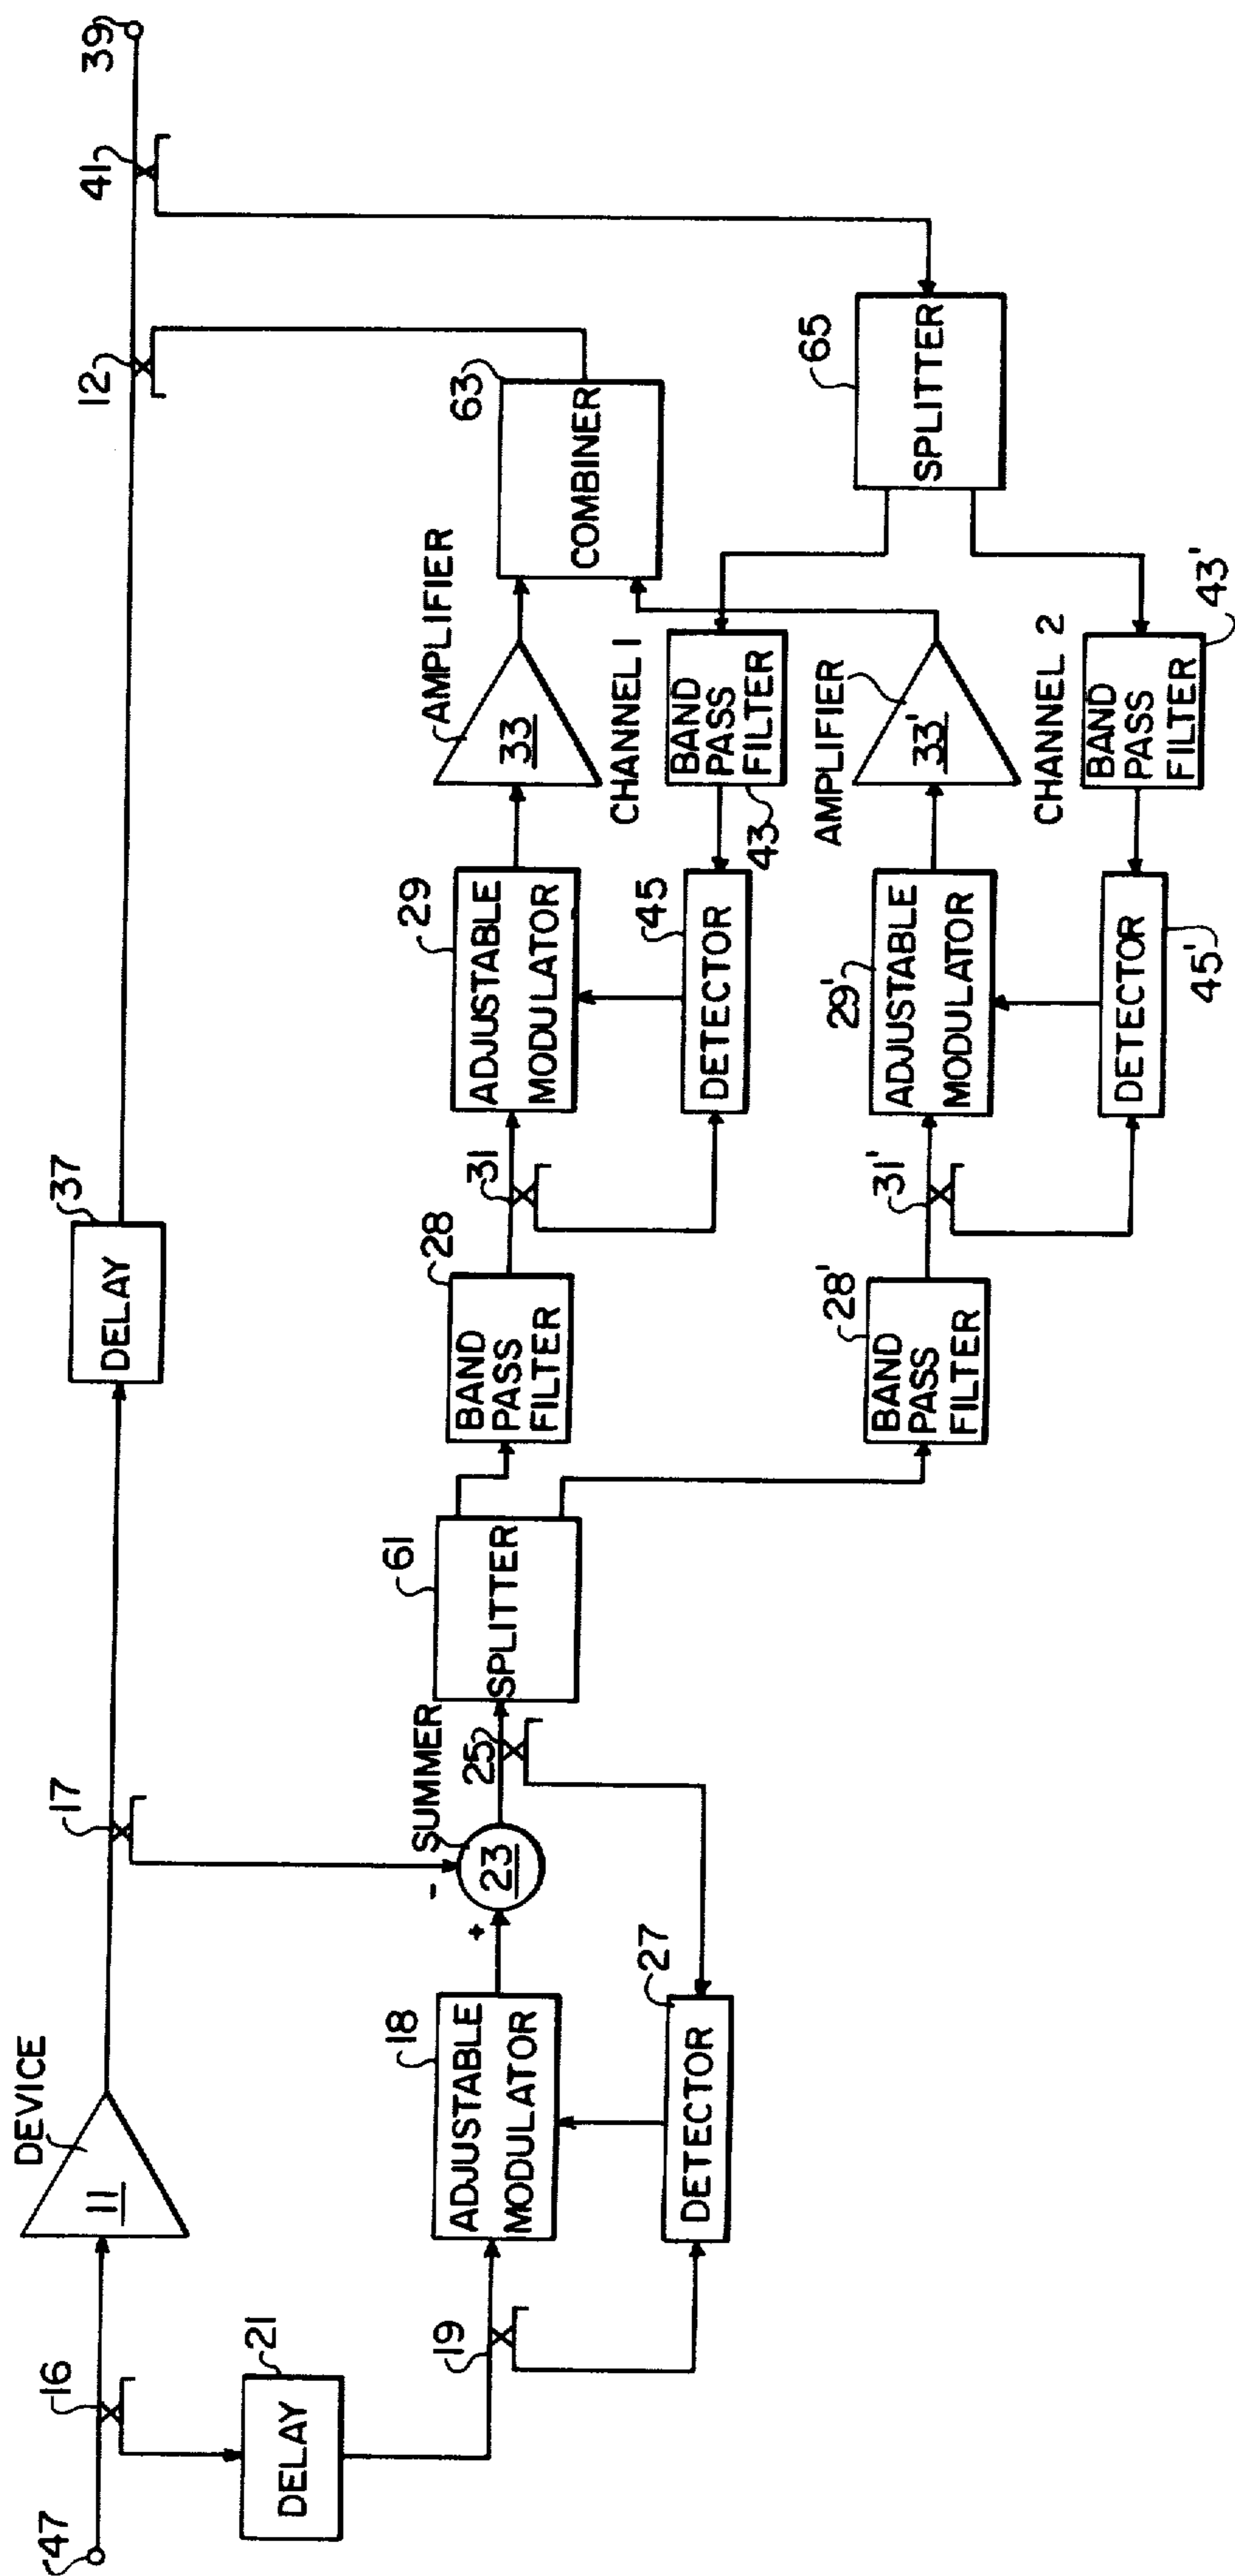 47
16
DEVICE
11
17
DELAY
37
12
41
39
DELAY
21
19
ADJUSTABLE
MODULATOR
18
DETECTOR
27
+
-
SUMMER
23
25
SPLITTER
61
BAND
PASS
FILTER
28
31
ADJUSTABLE
MODULATOR
29
AMPLIFIER
33
COMBINER
63
DETECTOR
45
CHANNEL 1
BAND
PASS
FILTER
43
BAND
PASS
FILTER
28'
31'
ADJUSTABLE
MODULATOR
29'
AMPLIFIER
33'
SPLITTER
65
DETECTOR
45'
CHANNEL 2
BAND
PASS
FILTER
43'